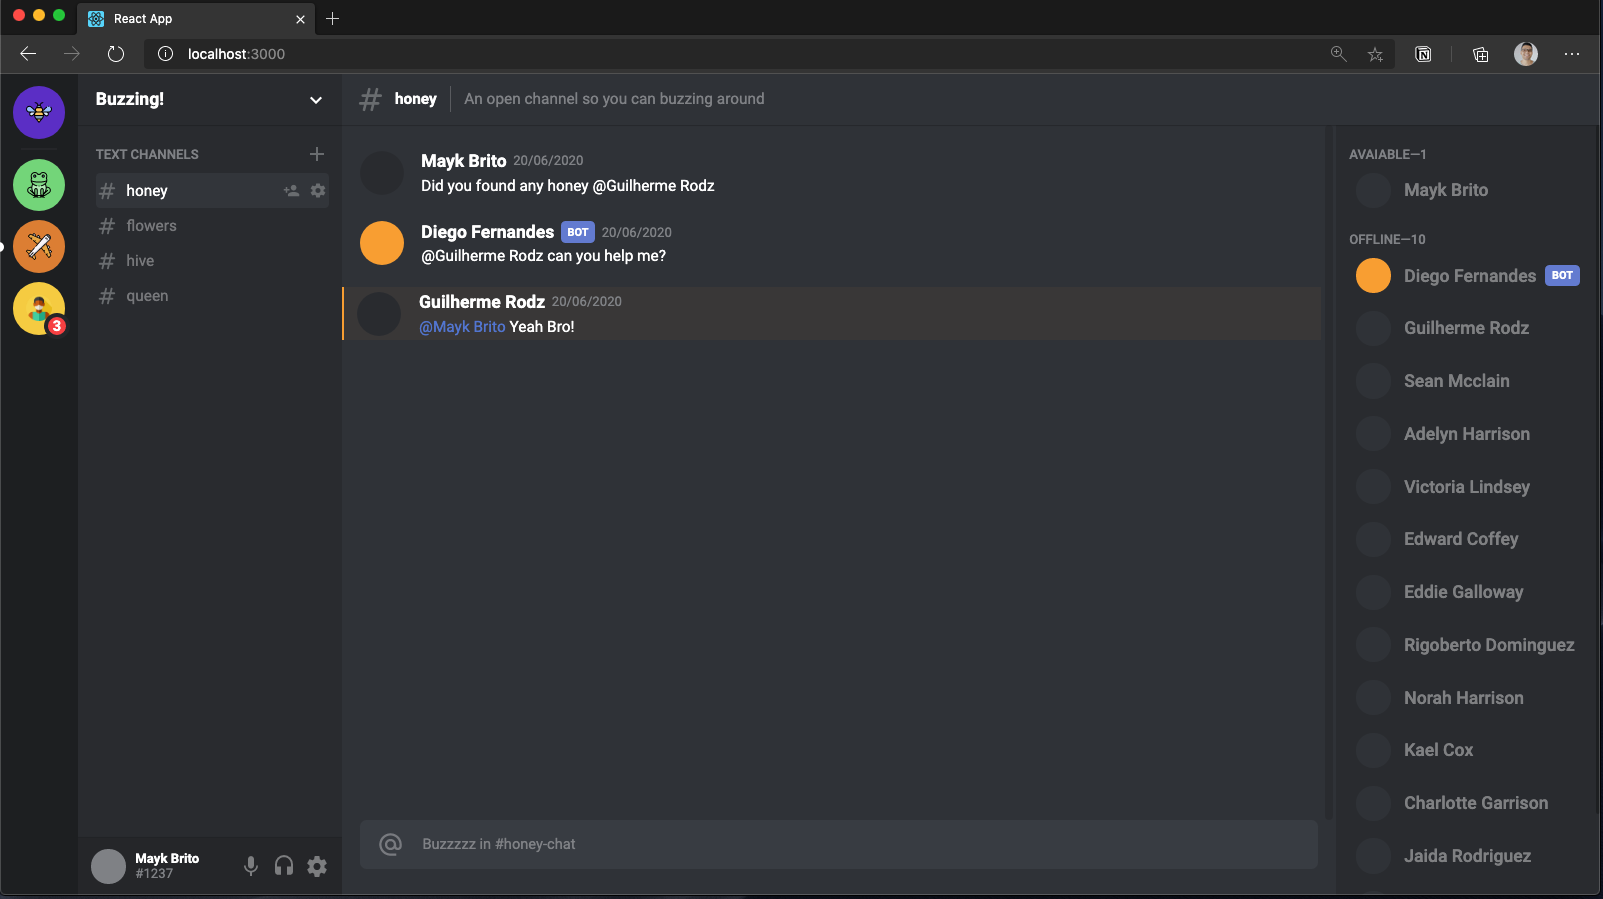 React App
localhost:3000
Buzzing!
honey
An open channel so you can buzzing around
TEXT CHANNELS
honey
flowers
hive
queen
3
Mayk Brito
#1237
Mayk Brito 20/06/2020
Did you found any honey @Guilherme Rodz
Diego Fernandes BOT 20/06/2020
@Guilherme Rodz can you help me?
Guilherme Rodz 20/06/2020
@Mayk Brito Yeah Bro!
@ Buzzzzz in #honey-chat
AVAIABLE—1
Mayk Brito
OFFLINE—10
Diego Fernandes BOT
Guilherme Rodz
Sean Mcclain
Adelyn Harrison
Victoria Lindsey
Edward Coffey
Eddie Galloway
Rigoberto Dominguez
Norah Harrison
Kael Cox
Charlotte Garrison
Jaida Rodriguez